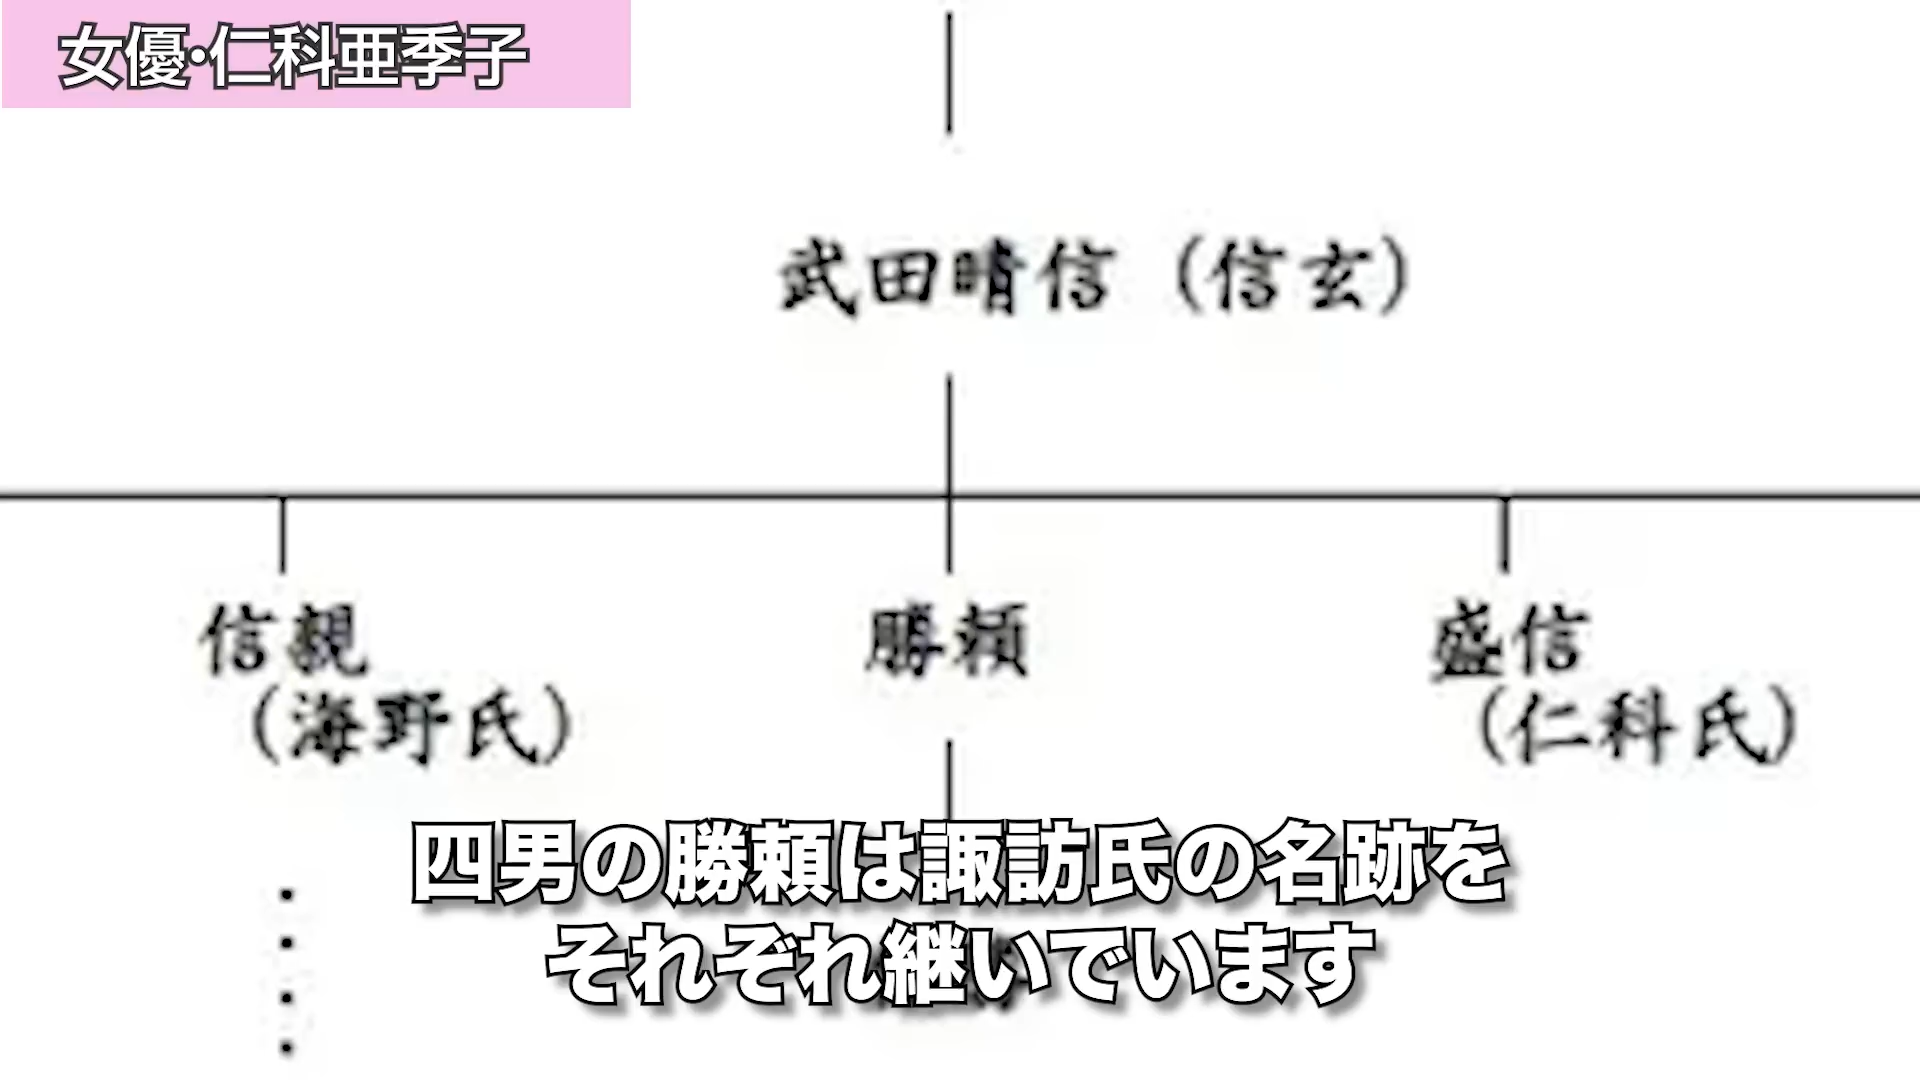 女優・仁科亜季子
武田晴信（信玄）
信親
（海野氏）
勝頼
盛信
（仁科氏）
四男の勝頼は諏訪氏の名跡を
それぞれ継いでいます